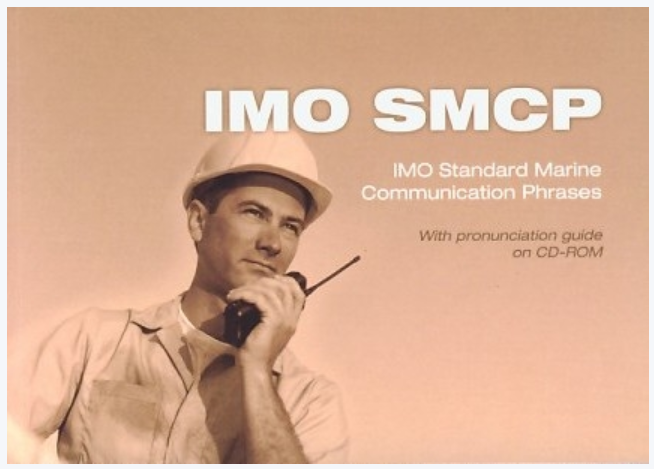 IMO SMCP
IMO Standard Marine
Communication Phrases
With pronunciation guide
on CD-ROM